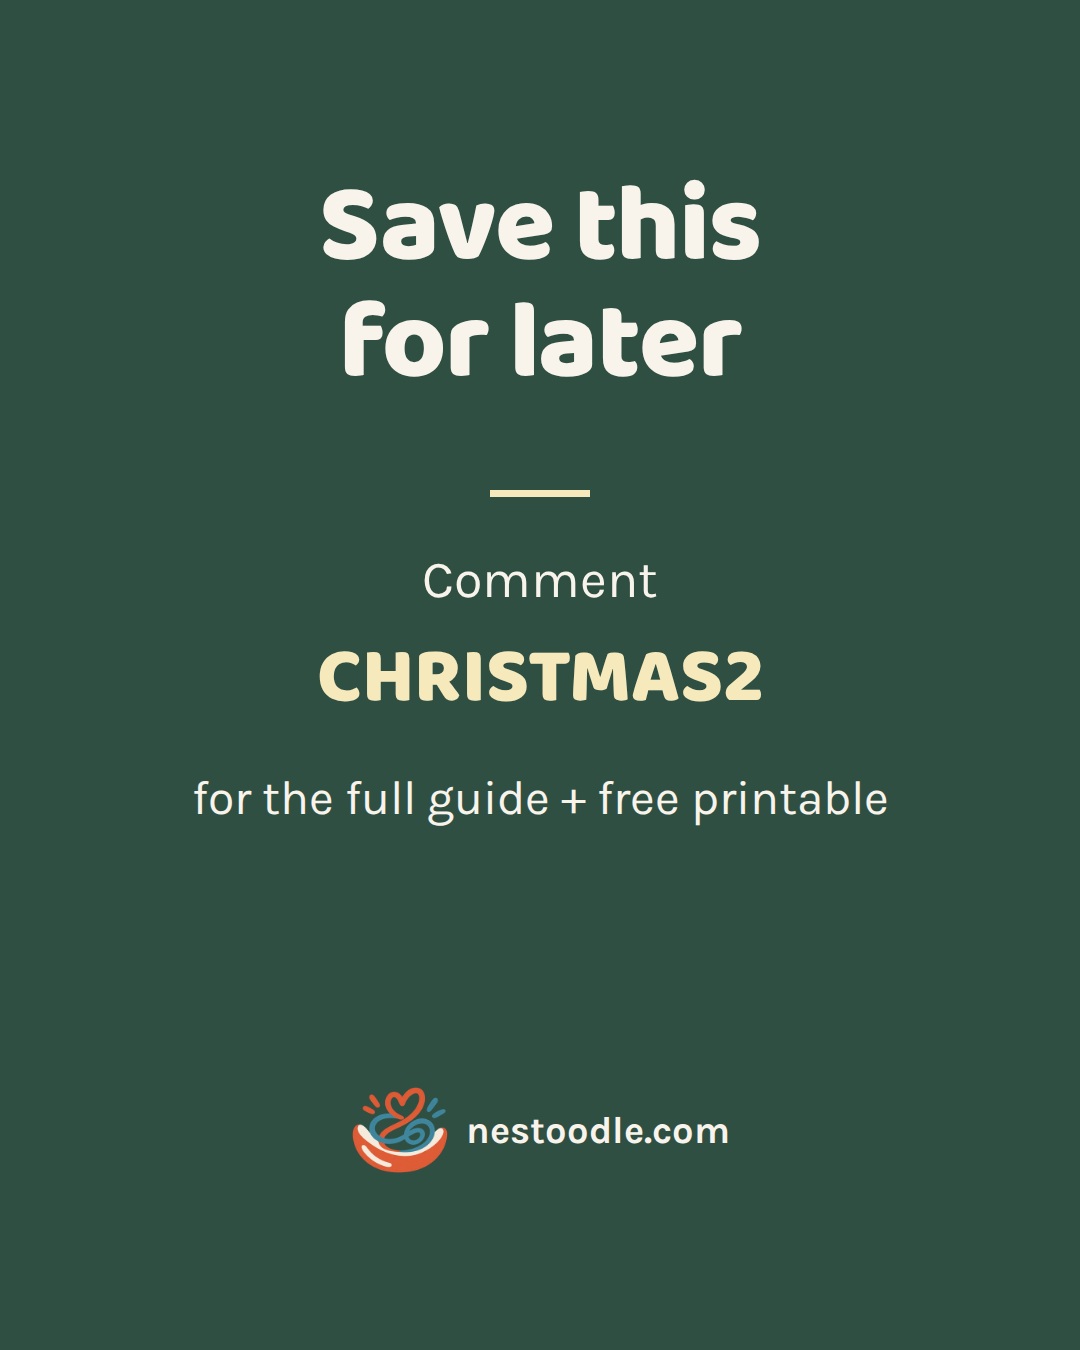 Save this
for later
Comment
CHRISTMAS2
for the full guide + free printable
nestoodle.com